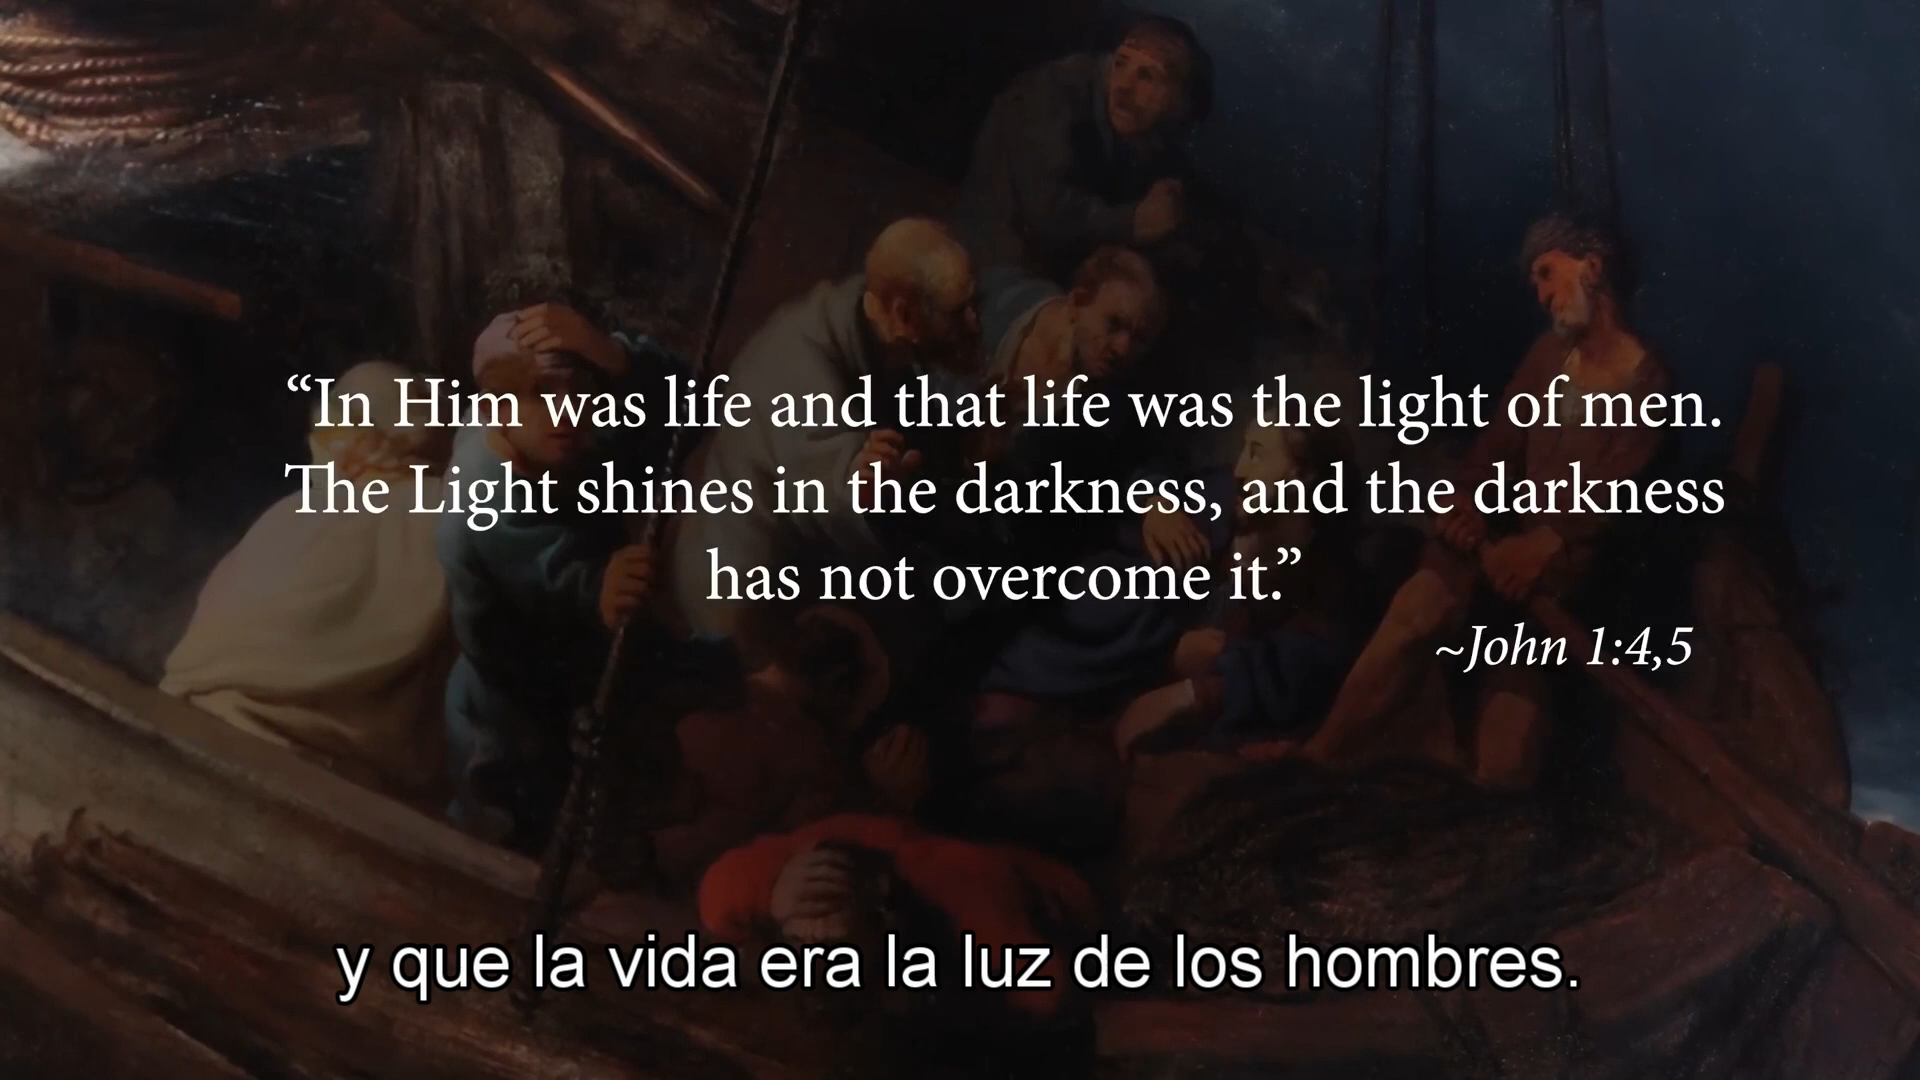 “In Him was life and that life was the light of men.
The Light shines in the darkness, and the darkness
has not overcome it.”
~John 1:4,5
y que la vida era la luz de los hombres.